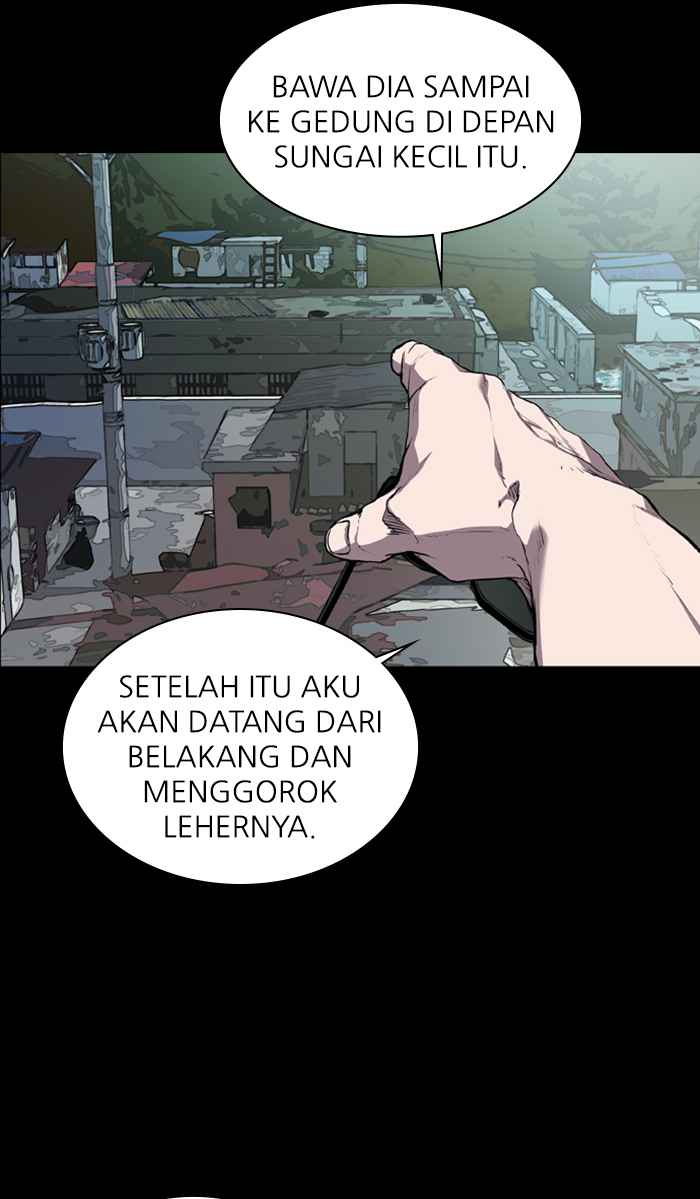 BAWA DIA SAMPAI
KE GEDUNG DI DEPAN
SUNGAI KECIL ITU.
SETELAH ITU AKU
AKAN DATANG DARI
BELAKANG DAN
MENGGOROK
LEHERNYA.